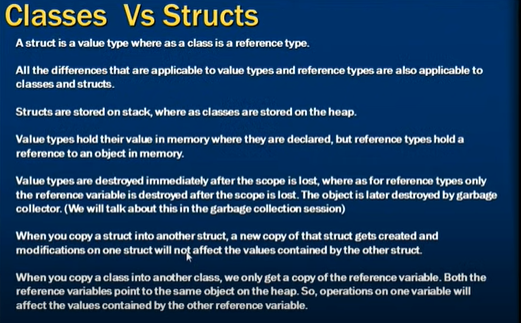 Classes Vs Structs
A struct is a value type where as a class is a reference type.
All the differences that are applicable to value types and reference types are also applicable to
classes and structs.
Structs are stored on stack, where as classes are stored on the heap.
Value types hold their value in memory where they are declared, but reference types hold a
reference to an object in memory.
Value types are destroyed immediately after the scope is lost, where as for reference types only
the reference variable is destroyed after the scope is lost. The object is later destroyed by garbage
collector. (We will talk about this in the garbage collection session)
When you copy a struct into another struct, a new copy of that struct gets created and
modifications on one struct will not affect the values contained by the other struct.
When you copy a class into another class, we only get a copy of the reference variable. Both the
reference variables point to the same object on the heap. So, operations on one variable will
affect the values contained by the other reference variable.